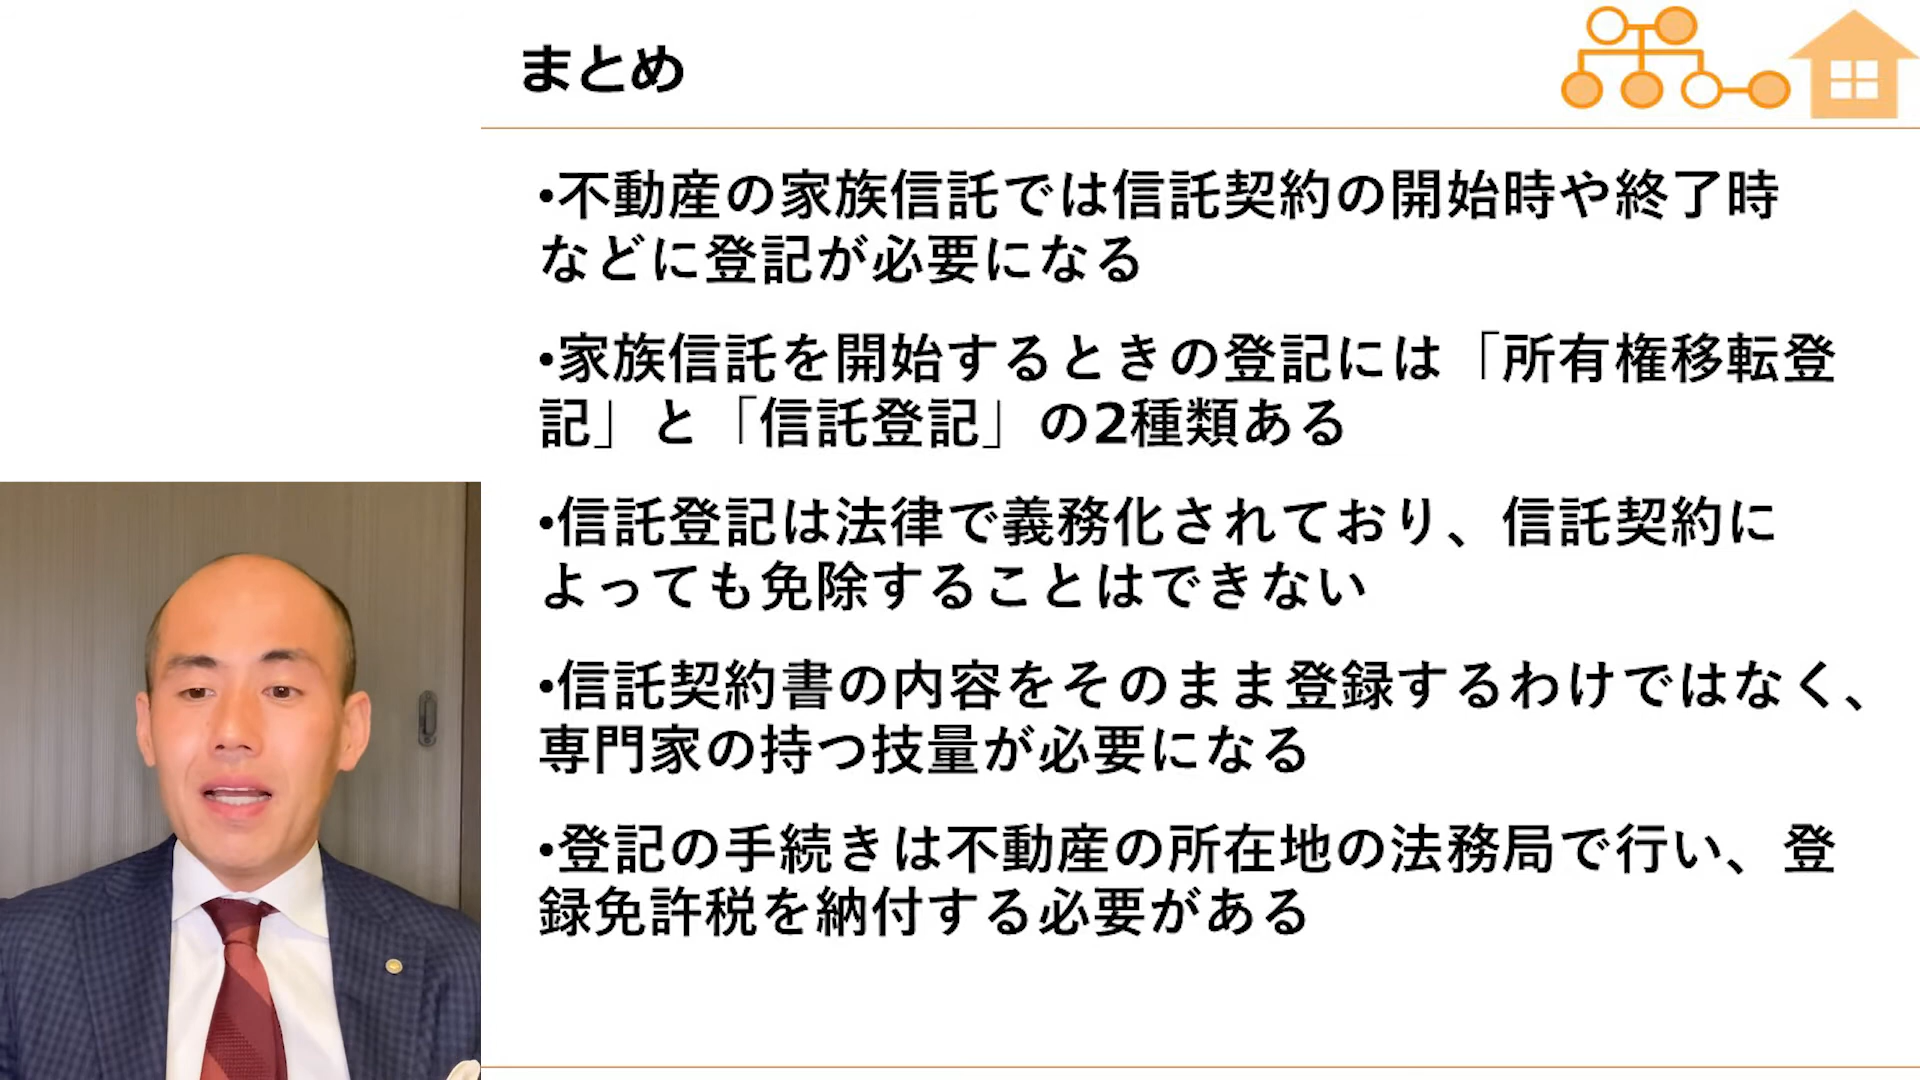 まとめ
•不動産の家族信託では信託契約の開始時や終了時
などに登記が必要になる
•家族信託を開始するときの登記には「所有権移転登
記」と「信託登記」の2種類ある
•信託登記は法律で義務化されており、信託契約に
よっても免除することはできない
•信託契約書の内容をそのまま登録するわけではなく、
専門家の持つ技量が必要になる
•登記の手続きは不動産の所在地の法務局で行い、登
録免許税を納付する必要がある